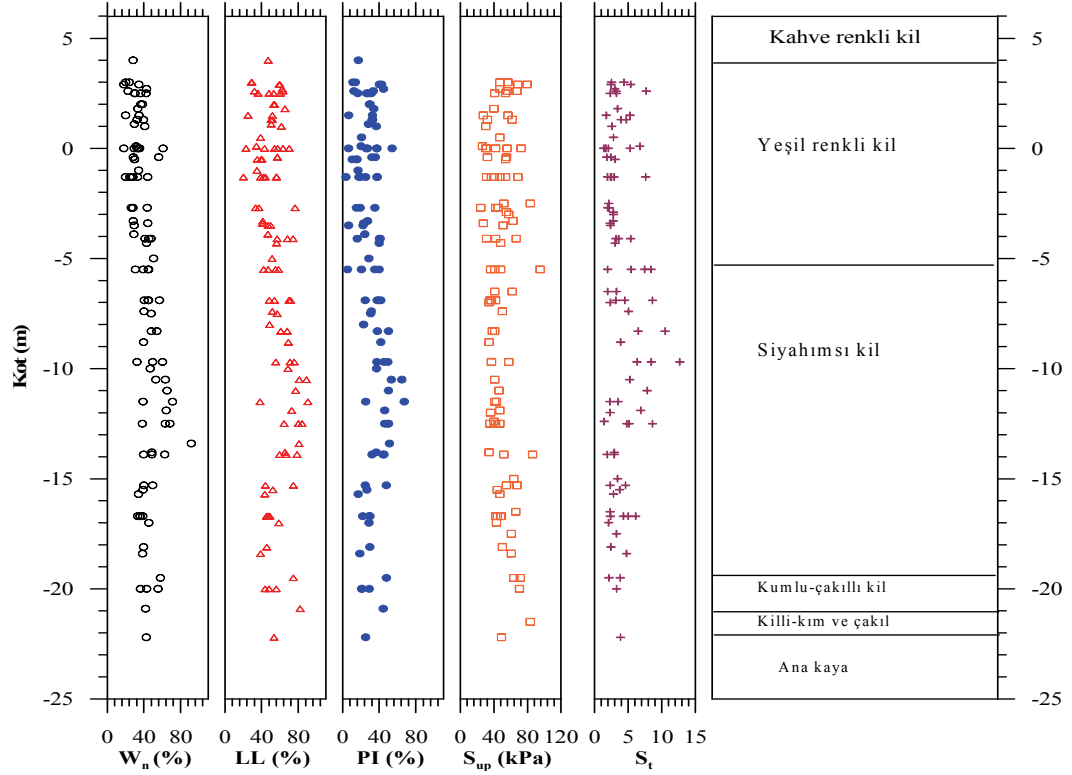 5
0
-5
-10
-15
-20
-25
Kot (m)
0 40 80
W_n (%)
0 40 80
LL (%)
0 40 80
PI (%)
0 40 80 120
S_up (kPa)
0 5 10 15
S_t
Kahve renkli kil
Yeşil renkli kil
Siyahımsı kil
Kumlu-çakıllı kil
Killi-kım ve çakıl
Ana kaya
5
0
-5
-10
-15
-20
-25